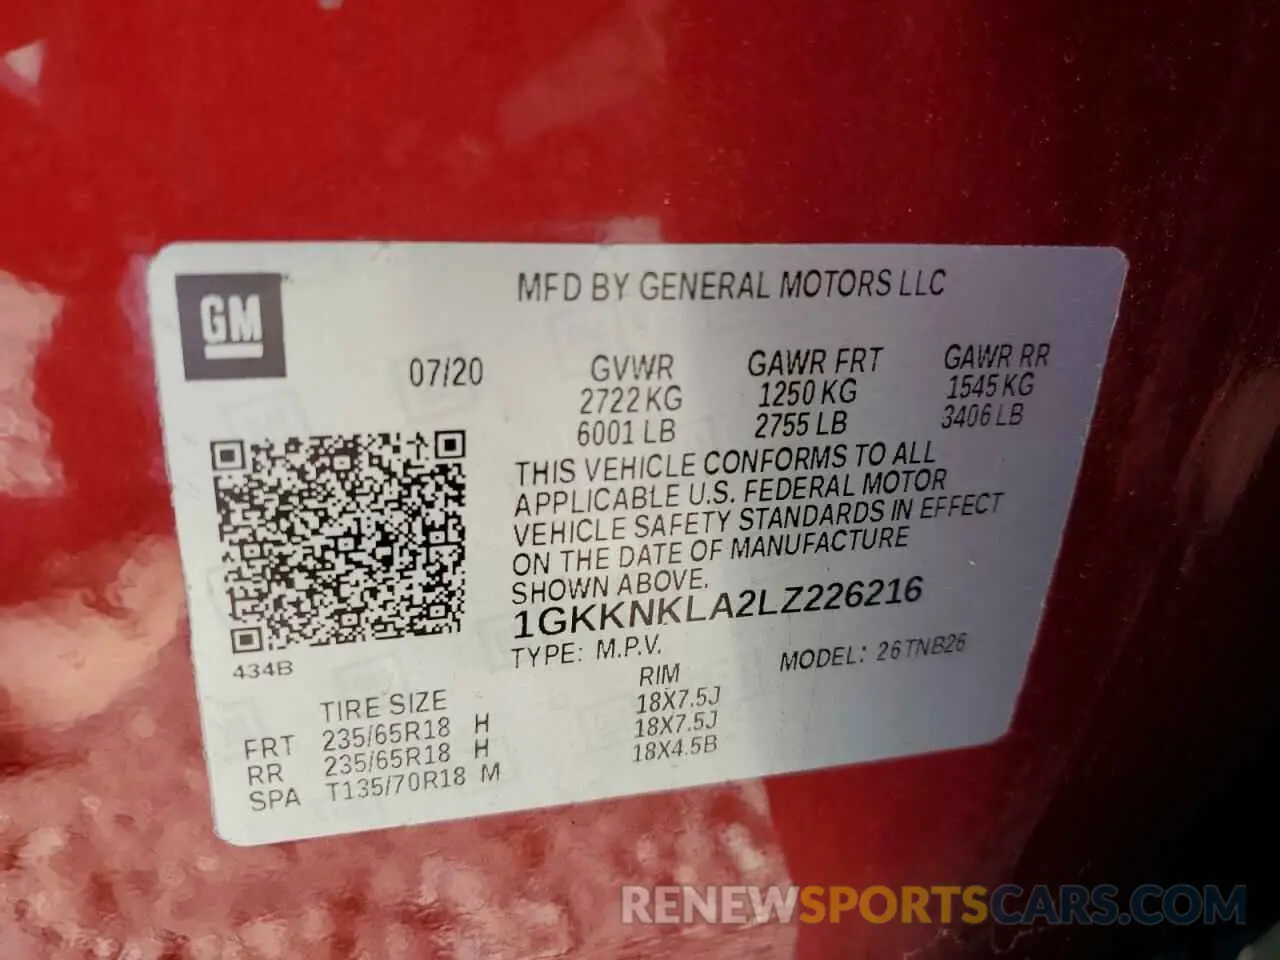 GM
MFD BY GENERAL MOTORS LLC
07/20
GVWR GAWR FRT GAWR RR
2722 KG 1250 KG 1545 KG
6001 LB 2755 LB 3406 LB
THIS VEHICLE CONFORMS TO ALL
APPLICABLE U.S. FEDERAL MOTOR
VEHICLE SAFETY STANDARDS IN EFFECT
ON THE DATE OF MANUFACTURE
SHOWN ABOVE.
1GKKNKLA2LZ226216
TYPE: M.P.V. MODEL: 26TNB26
434B
TIRE SIZE RIM
FRT 235/65R18 H 18X7.5J
RR 235/65R18 H 18X7.5J
SPA T135/70R18 M 18X4.5B
RENEWSPORTSCARS.COM